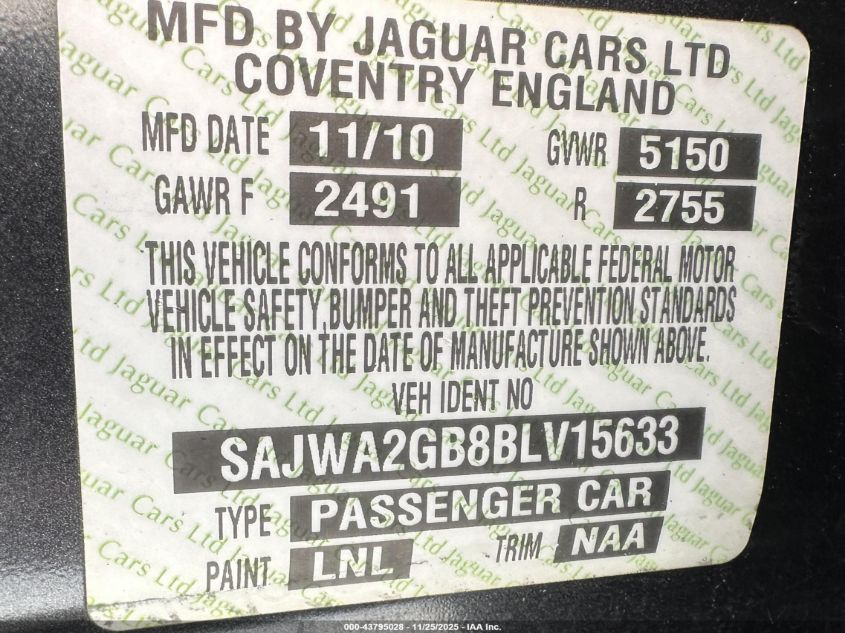 MFD BY JAGUAR CARS LTD
COVENTRY ENGLAND
MFD DATE 11/10 GVWR 5150
GAWR F 2491 R 2755
THIS VEHICLE CONFORMS TO ALL APPLICABLE FEDERAL MOTOR
VEHICLE SAFETY, BUMPER AND THEFT PREVENTION STANDARDS
IN EFFECT ON THE DATE OF MANUFACTURE SHOWN ABOVE.
VEH IDENT NO
SAJWA2GB8BLV15633
TYPE PASSENGER CAR
PAINT LNL TRIM NAA
000-43795028 - 11/25/2025 - IAA Inc.